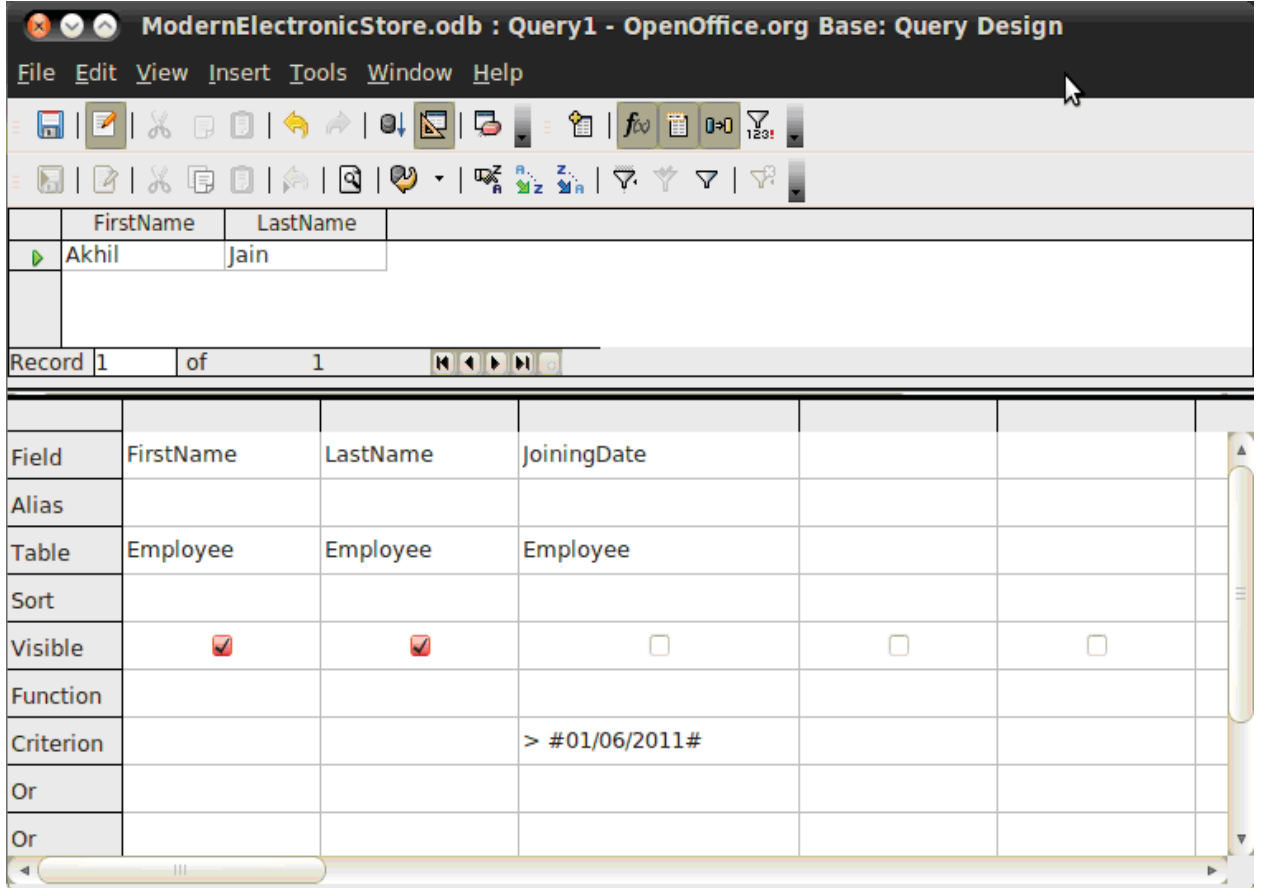 ModernElectronicStore.odb : Query1 - OpenOffice.org Base: Query Design
File Edit View Insert Tools Window Help
f(x) 123!
A Z Z A Z A
FirstName LastName
Akhil Jain
Record 1 of 1
Field FirstName LastName JoiningDate
Alias
Table Employee Employee Employee
Sort
Visible
Function
Criterion > #01/06/2011#
Or
Or